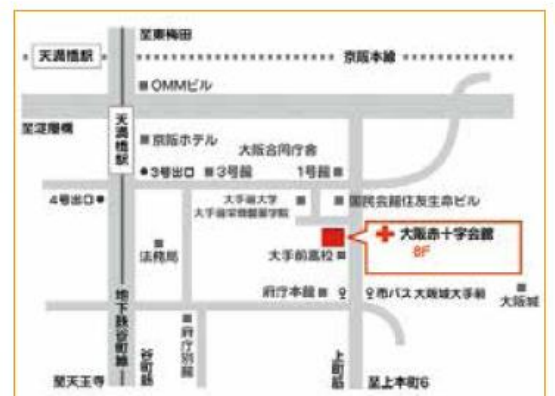 至東梅田
天満橋駅
京阪本線
OMMビル
至淀屋橋
天満橋駅
京阪ホテル
大阪合同庁舎
3号出口
3号館
1号館
4号出口
大手前大学
大手前栄養製菓学院
国民会館住友生命ビル
大阪赤十字会館
8F
法務局
大手前高校
府庁本館
市バス大阪城大手前
大阪城
地下鉄谷町線
谷町筋
府庁別館
上町筋
至天王寺
至上本町6